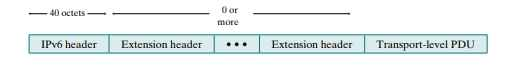 40 octets
0 or
more
IPv6 header Extension header • • • Extension header Transport-level PDU